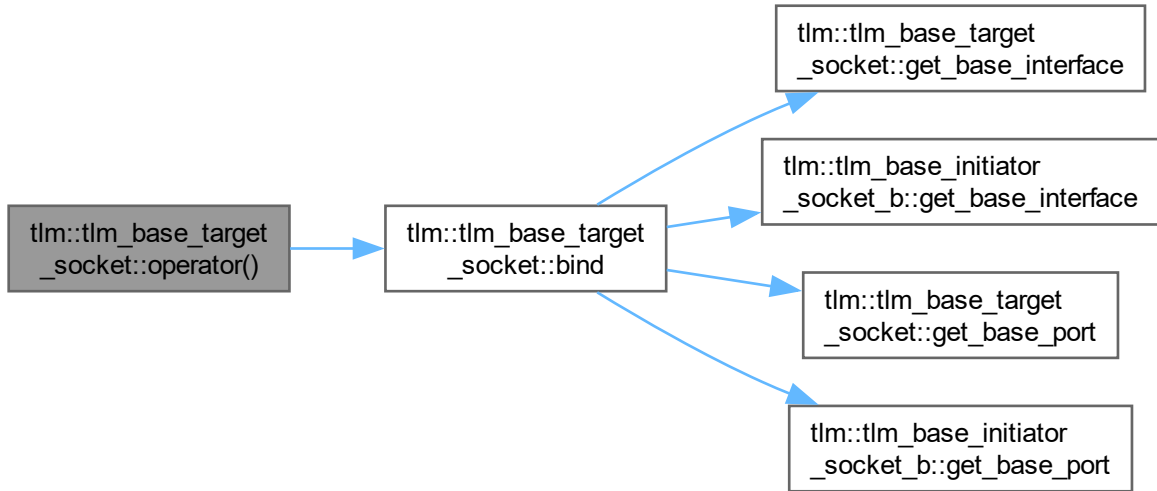 tlm::tlm_base_target
_socket::operator()
tlm::tlm_base_target
_socket::bind
tlm::tlm_base_target
_socket::get_base_interface
tlm::tlm_base_initiator
_socket_b::get_base_interface
tlm::tlm_base_target
_socket::get_base_port
tlm::tlm_base_initiator
_socket_b::get_base_port